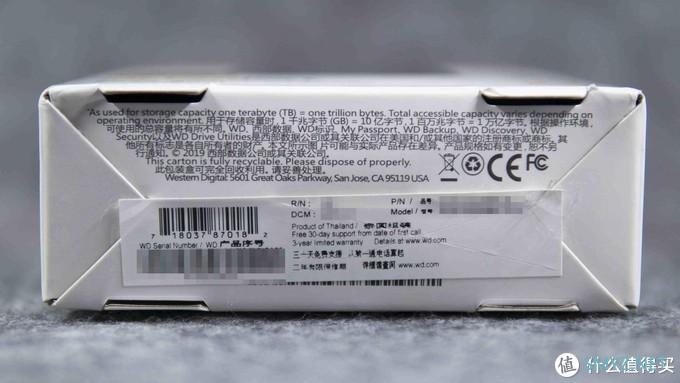 *As used for storage capacity one terabyte (TB) = one trillion bytes. Total accessible capacity varies depending on
operating environment. 用于存储容量时，1 千兆字节 (GB) = 10 亿字节，1 百万兆字节 = 1 万亿字节，根据操作环境，
可使用的总容量将有所不同。WD、西部数据、WD标识、My Passport, WD Backup, WD Discovery, WD
Security以及WD Drive Utilities是西部数据公司或其关联公司在美国和/或其他国家的注册商标或商标。其
他所有标志是各自所有者的财产。本文所示图片可能与实际产品存在差异。产品规格如有变更，恕不另
行通知。© 2019 西部数据公司或其关联公司版权所有。
This carton is fully recyclable. Please dispose of properly.
此包装盒可完全回收利用。请妥善处理。
Western Digital: 5601 Great Oaks Parkway, San Jose, CA 95119 USA
CCC CE FC
R/N:
P/N / 品号
DCM:
Model / 型号
7 18037 87018 2
WD Serial Number / WD 产品序号
Product of Thailand / 泰国组装
Free 30-day support from date of first call.
3-year limited warranty Details at www.wd.com
三十天免费支援 从第一通电话算起
三年有限保修期 详细请查阅 www.wd.com
值 什么值得买